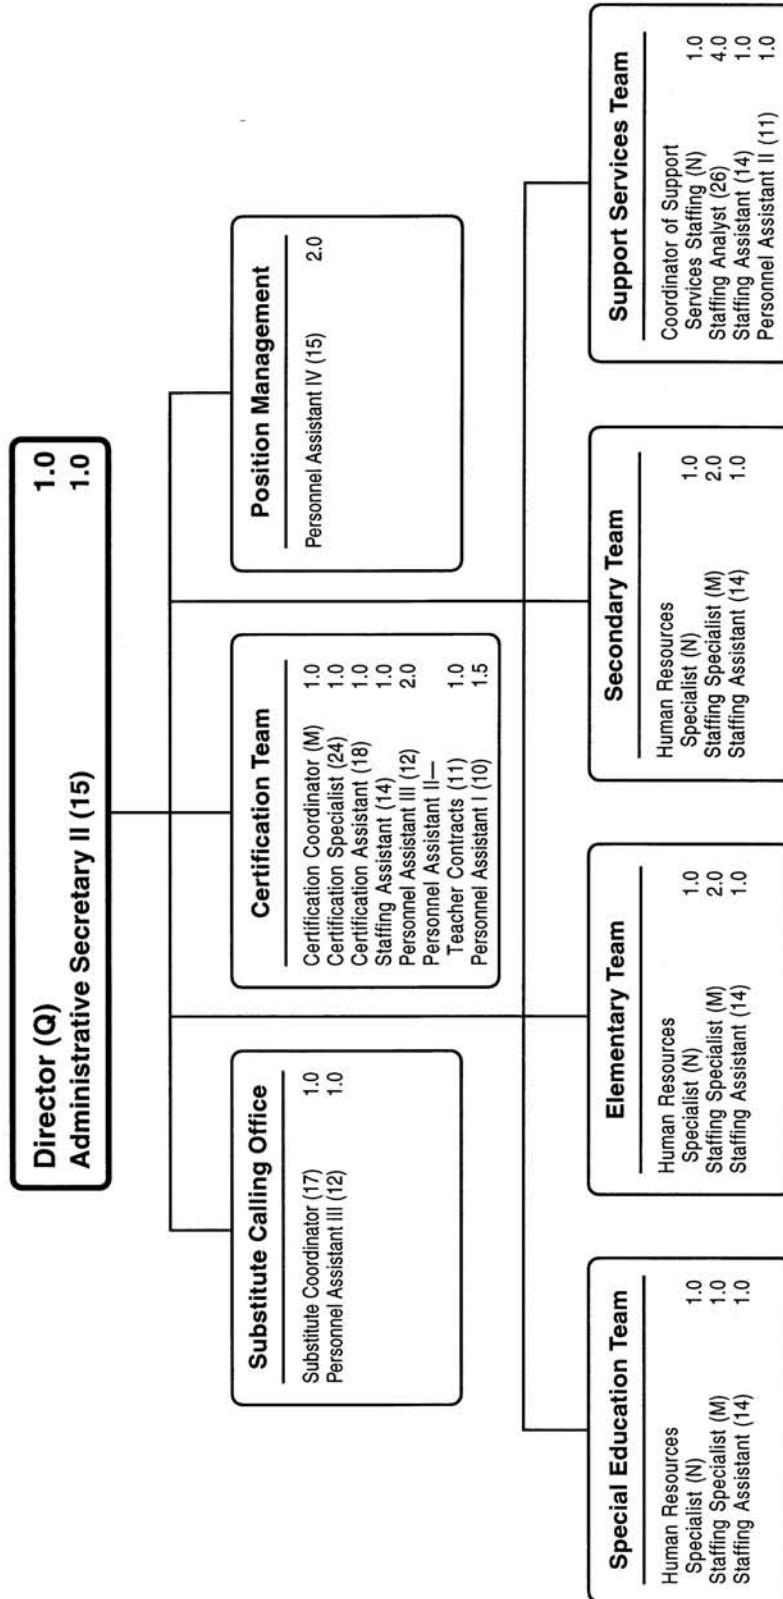 Director (Q) 1.0
Administrative Secretary II (15) 1.0
Substitute Calling Office
Substitute Coordinator (17) 1.0
Personnel Assistant III (12) 1.0
Certification Team
Certification Coordinator (M) 1.0
Certification Specialist (24) 1.0
Certification Assistant (18) 1.0
Staffing Assistant (14) 1.0
Personnel Assistant III (12) 2.0
Personnel Assistant II—
Teacher Contracts (11) 1.0
Personnel Assistant I (10) 1.5
Position Management
Personnel Assistant IV (15) 2.0
Special Education Team
Human Resources
Specialist (N) 1.0
Staffing Specialist (M) 1.0
Staffing Assistant (14) 1.0
Elementary Team
Human Resources
Specialist (N) 1.0
Staffing Specialist (M) 2.0
Staffing Assistant (14) 1.0
Secondary Team
Human Resources
Specialist (N) 1.0
Staffing Specialist (M) 2.0
Staffing Assistant (14) 1.0
Support Services Team
Coordinator of Support
Services Staffing (N) 1.0
Staffing Analyst (26) 4.0
Staffing Assistant (14) 1.0
Personnel Assistant II (11) 1.0